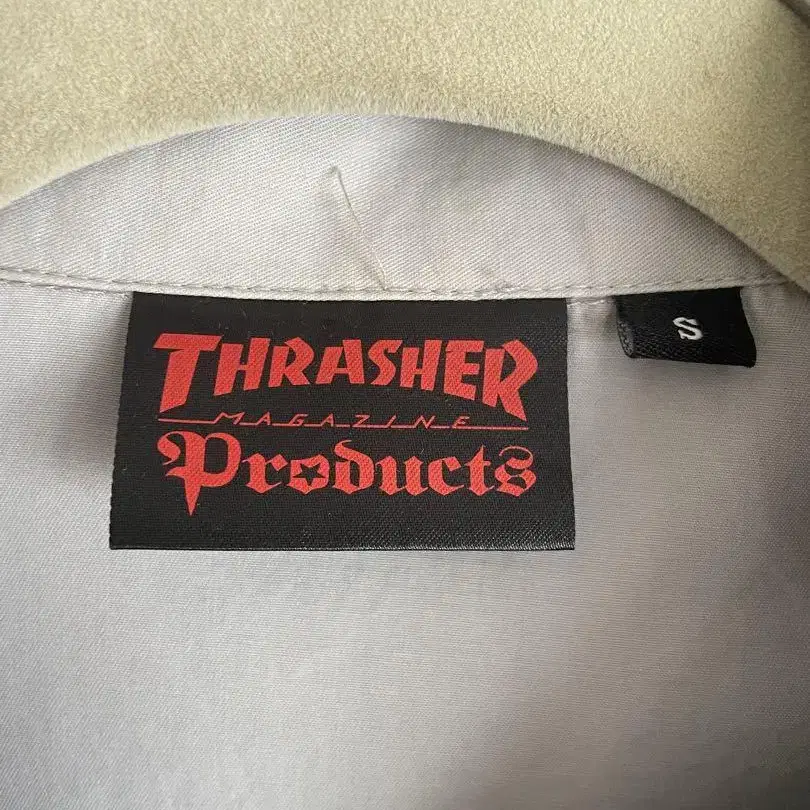 THRASHER
MAGAZINE
Products
S